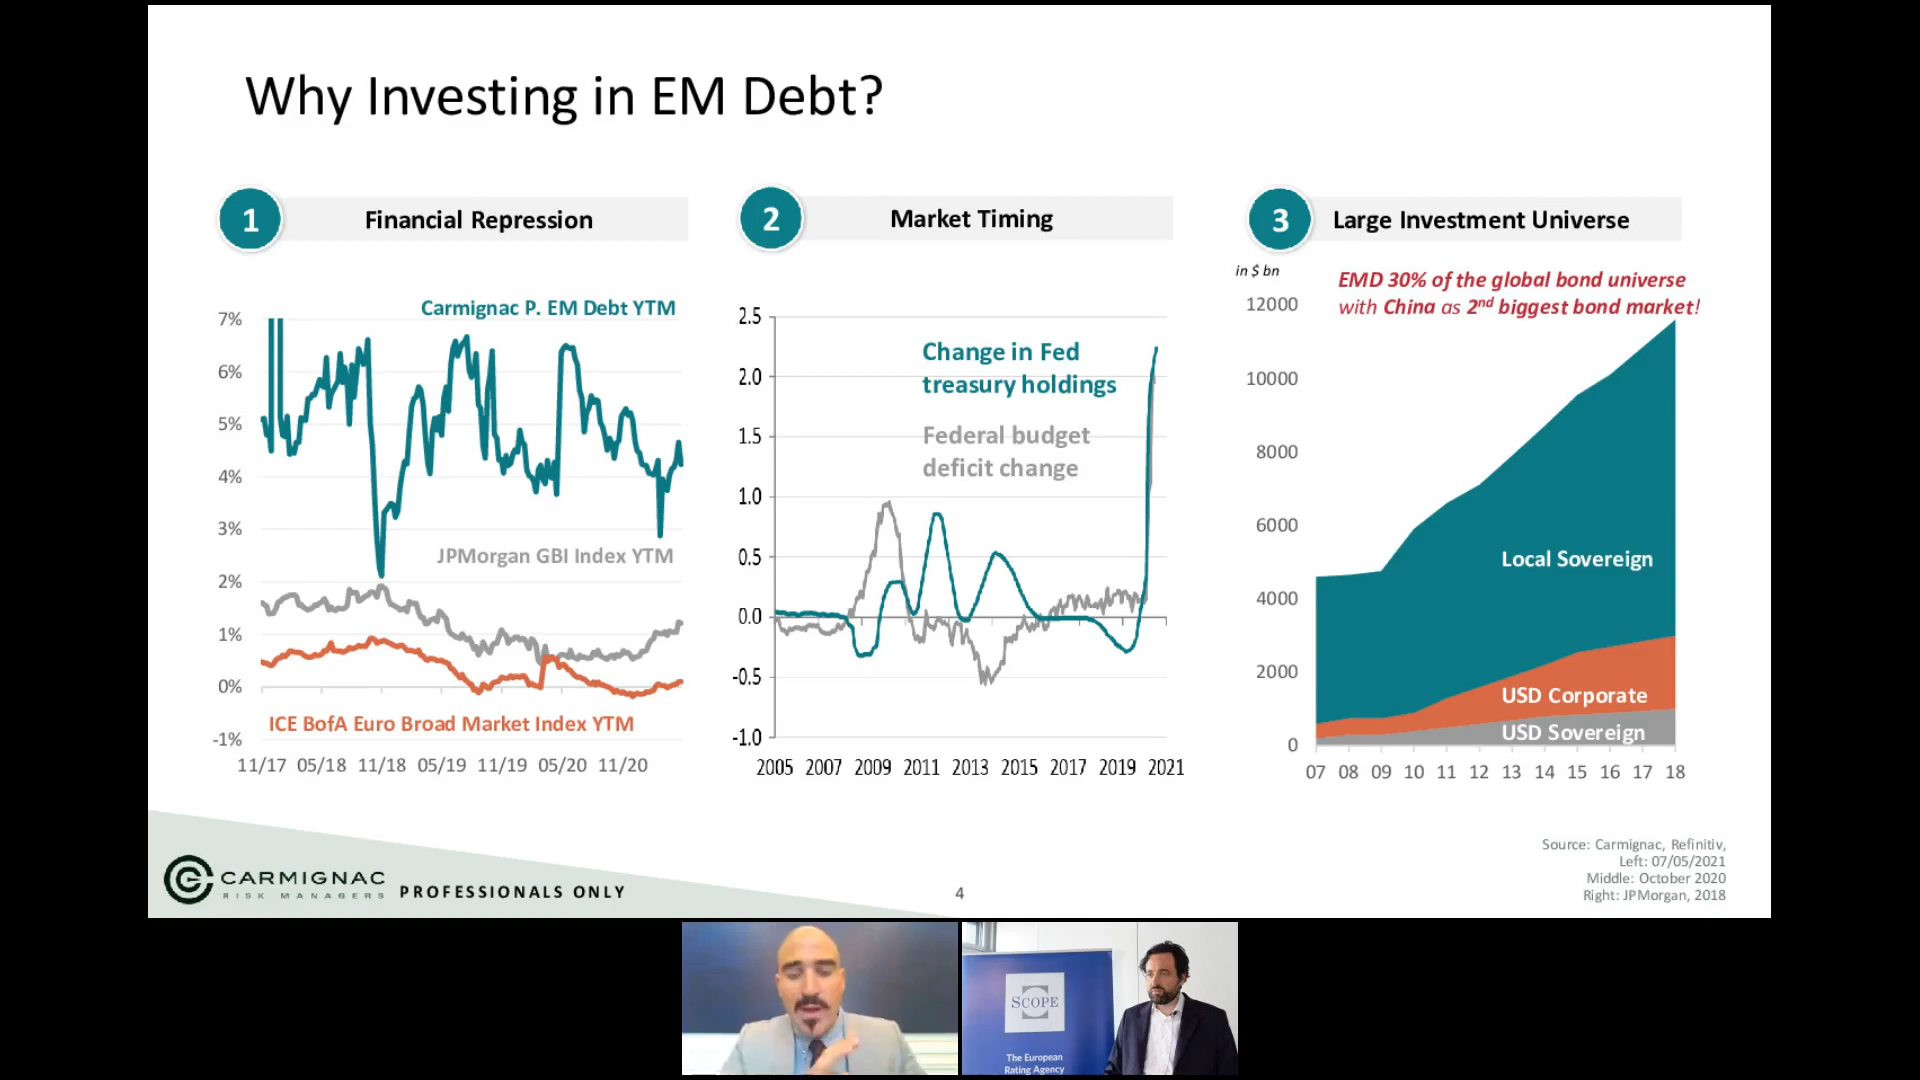 Why Investing in EM Debt?
1
Financial Repression
Carmignac P. EM Debt YTM
7%
6%
5%
4%
3%
2%
1%
0%
-1%
JPMorgan GBI Index YTM
ICE BofA Euro Broad Market Index YTM
11/17 05/18 11/18 05/19 11/19 05/20 11/20
2
Market Timing
2.5
2.0
1.5
1.0
0.5
0.0
-0.5
-1.0
Change in Fed
treasury holdings
Federal budget
deficit change
2005 2007 2009 2011 2013 2015 2017 2019 2021
3
Large Investment Universe
in $ bn
EMD 30% of the global bond universe
with China as 2nd biggest bond market!
12000
10000
8000
6000
4000
2000
0
Local Sovereign
USD Corporate
USD Sovereign
07 08 09 10 11 12 13 14 15 16 17 18
Source: Carmignac, Refinitiv,
Left: 07/05/2021
Middle: October 2020
Right: JPMorgan, 2018
CARMIGNAC
RISK MANAGERS
PROFESSIONALS ONLY
4
SCOPE
The European
Rating Agency